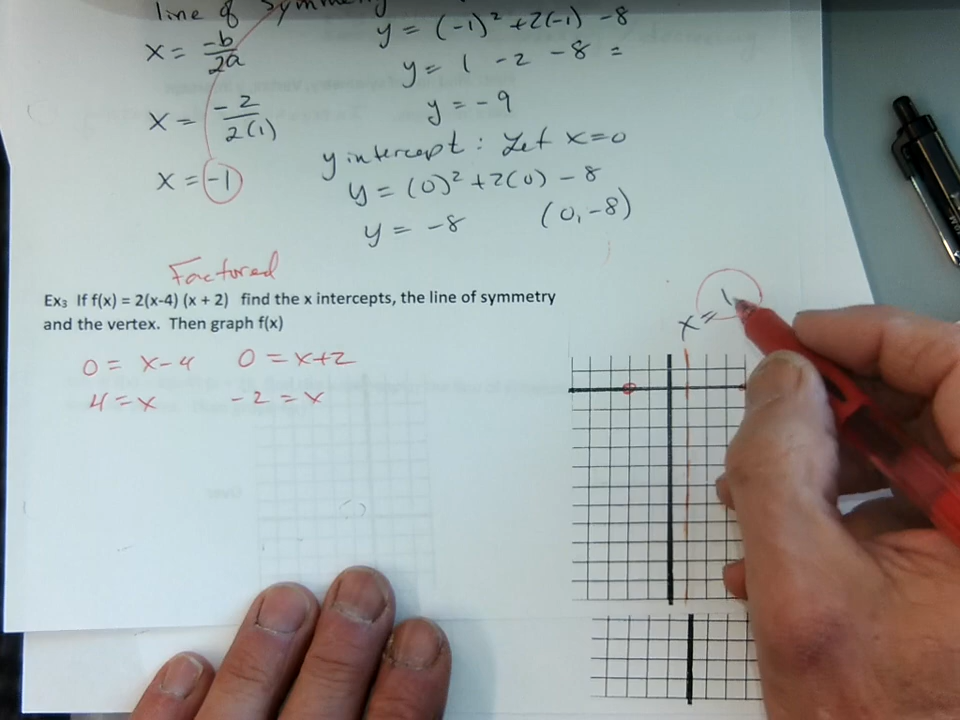 line of symmetry
x = -b/2a
y = (-1)² + 2(-1) - 8
y = 1 - 2 - 8 =
x = -2/2(1)
y = -9
x = -1
y intercept: Let x=0
y = (0)² + 2(0) - 8
y = -8 (0, -8)
Factored
Ex3 If f(x) = 2(x-4) (x + 2) find the x intercepts, the line of symmetry
and the vertex. Then graph f(x)
x = 1
0 = x-4 0 = x+2
4 = x -2 = x